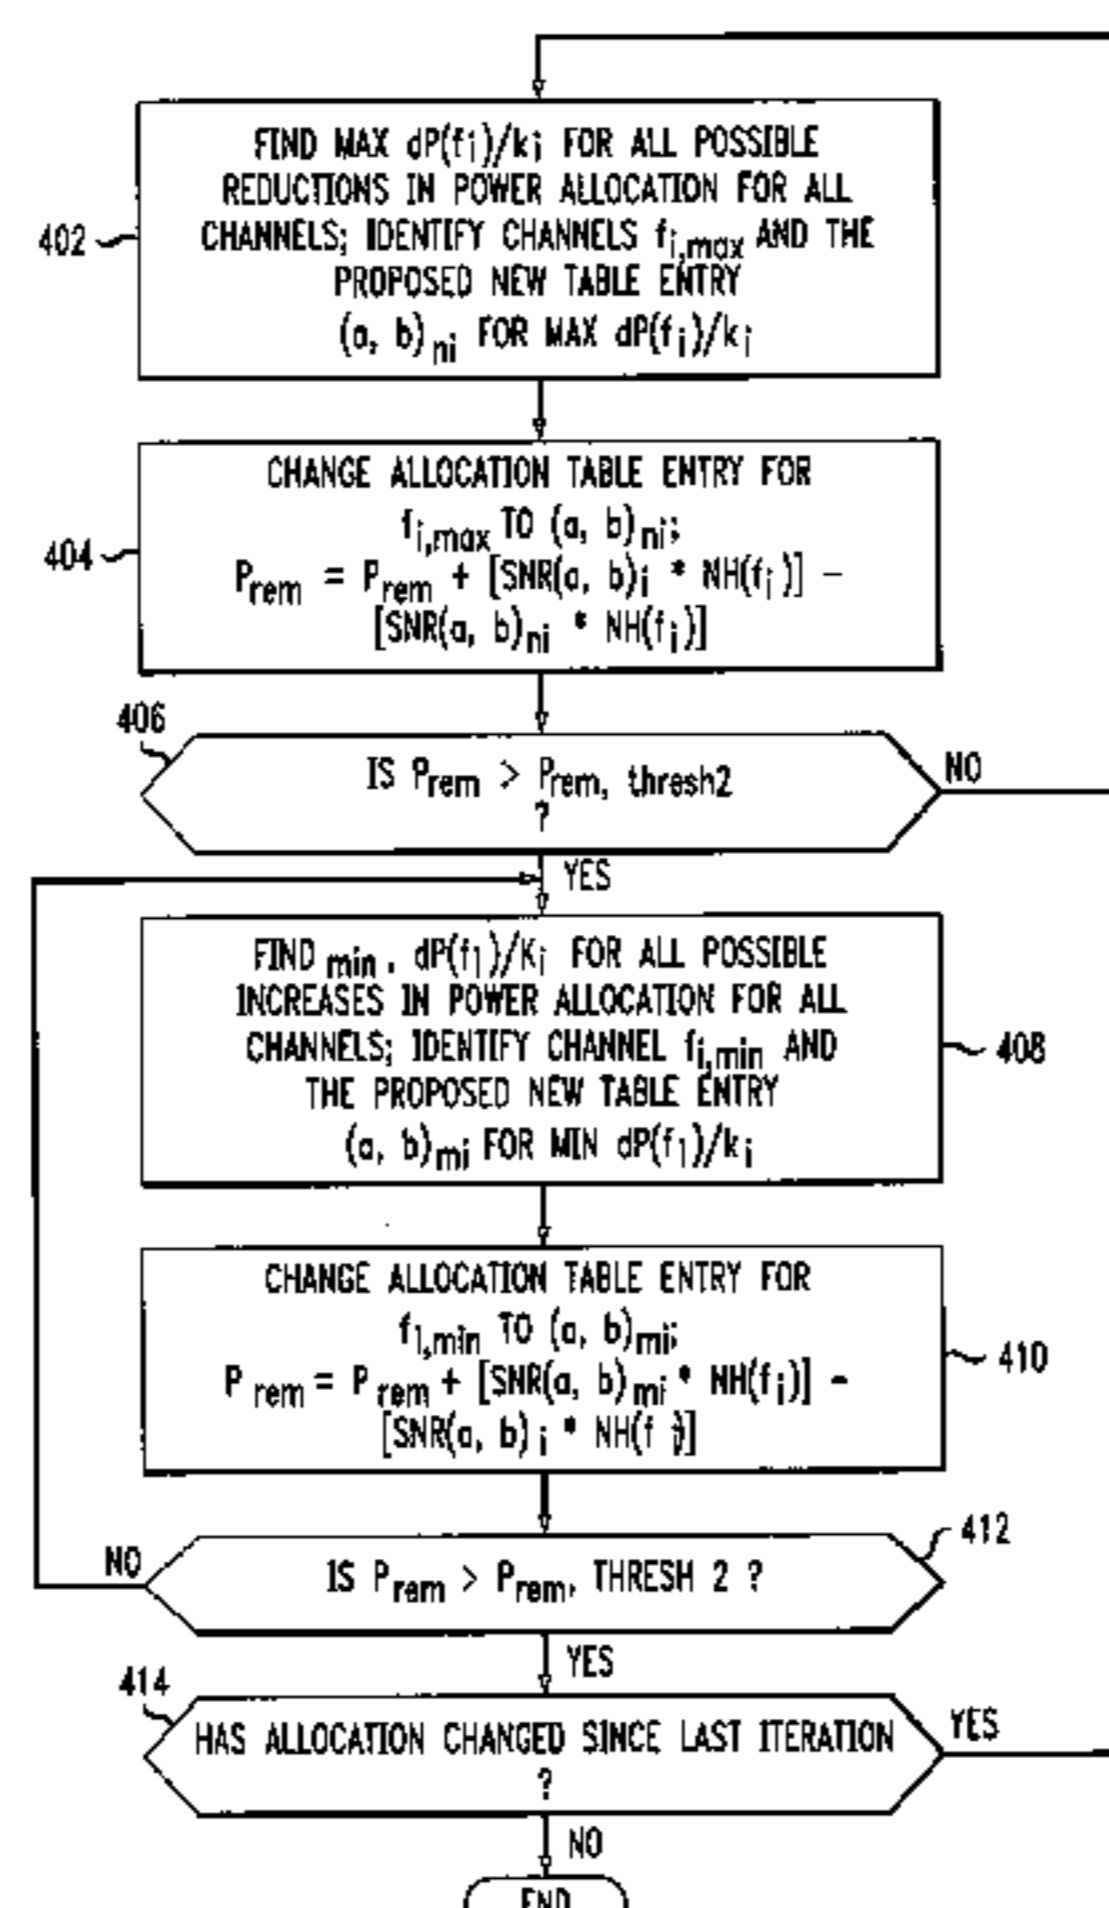 FIND MAX dP(fi)/ki FOR ALL POSSIBLE
REDUCTIONS IN POWER ALLOCATION FOR ALL
CHANNELS; IDENTIFY CHANNELS fi,max AND THE
PROPOSED NEW TABLE ENTRY
(a, b)ni FOR MAX dP(fi)/ki
402
CHANGE ALLOCATION TABLE ENTRY FOR
fi,max TO (a, b)ni;
Prem = Prem + [SNR(a, b)i * NH(fi)] –
[SNR(a, b)ni * NH(fi)]
404
406
IS Prem > Prem, thresh2
?
NO
YES
FIND min. dP(f1)/Ki FOR ALL POSSIBLE
INCREASES IN POWER ALLOCATION FOR ALL
CHANNELS; IDENTIFY CHANNEL fi,min AND
THE PROPOSED NEW TABLE ENTRY
(a, b)mi FOR MIN dP(f1)/ki
408
CHANGE ALLOCATION TABLE ENTRY FOR
f1,min TO (a, b)mi;
Prem = Prem + [SNR(a, b)mi * NH(fi)] –
[SNR(a, b)i * NH(fi)]
410
412
NO
IS Prem > Prem, THRESH 2 ?
YES
414
HAS ALLOCATION CHANGED SINCE LAST ITERATION
?
YES
NO
END